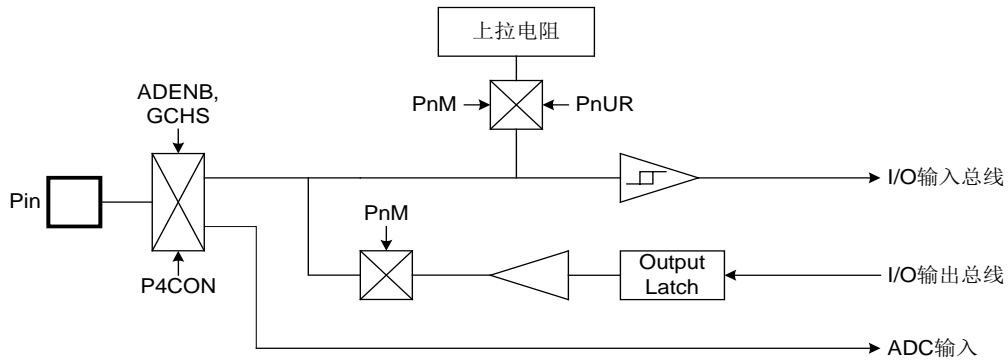 上拉电阻
ADENB,
GCHS
PnM
PnUR
Pin
I/O输入总线
PnM
P4CON
Output
Latch
I/O输出总线
ADC输入